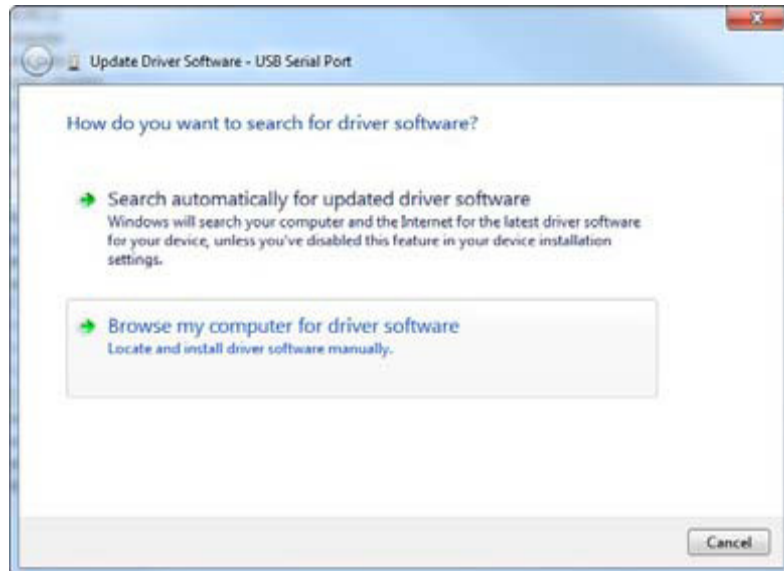 Update Driver Software - USB Serial Port
How do you want to search for driver software?
Search automatically for updated driver software
Windows will search your computer and the Internet for the latest driver software
for your device, unless you've disabled this feature in your device installation
settings.
Browse my computer for driver software
Locate and install driver software manually.
Cancel